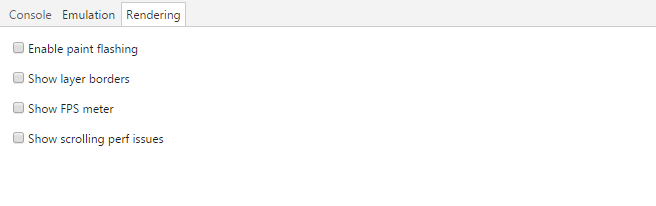 Console Emulation Rendering
Enable paint flashing
Show layer borders
Show FPS meter
Show scrolling perf issues